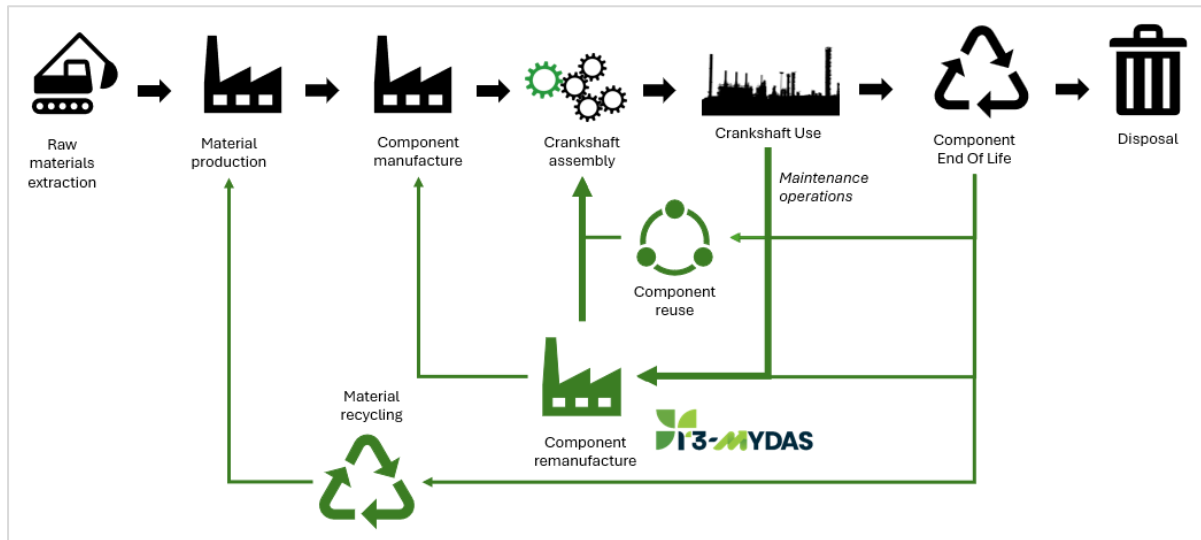 Raw
materials
extraction
Material
production
Component
manufacture
Crankshaft
assembly
Crankshaft Use
Component
End Of Life
Disposal
Maintenance
operations
Component
reuse
Material
recycling
Component
remanufacture
r3-MYDAS